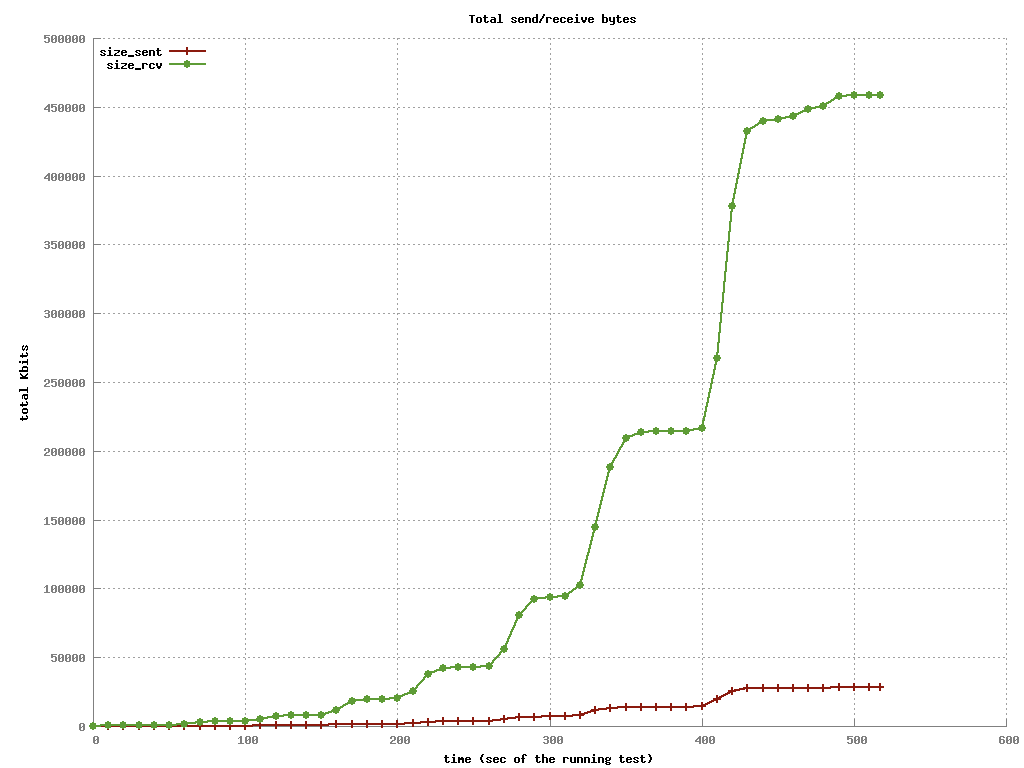 Total send/receive bytes
500000
size_sent
size_rcv
450000
400000
350000
300000
total Kbits
250000
200000
150000
100000
50000
0
0 100 200 300 400 500 600
time (sec of the running test)